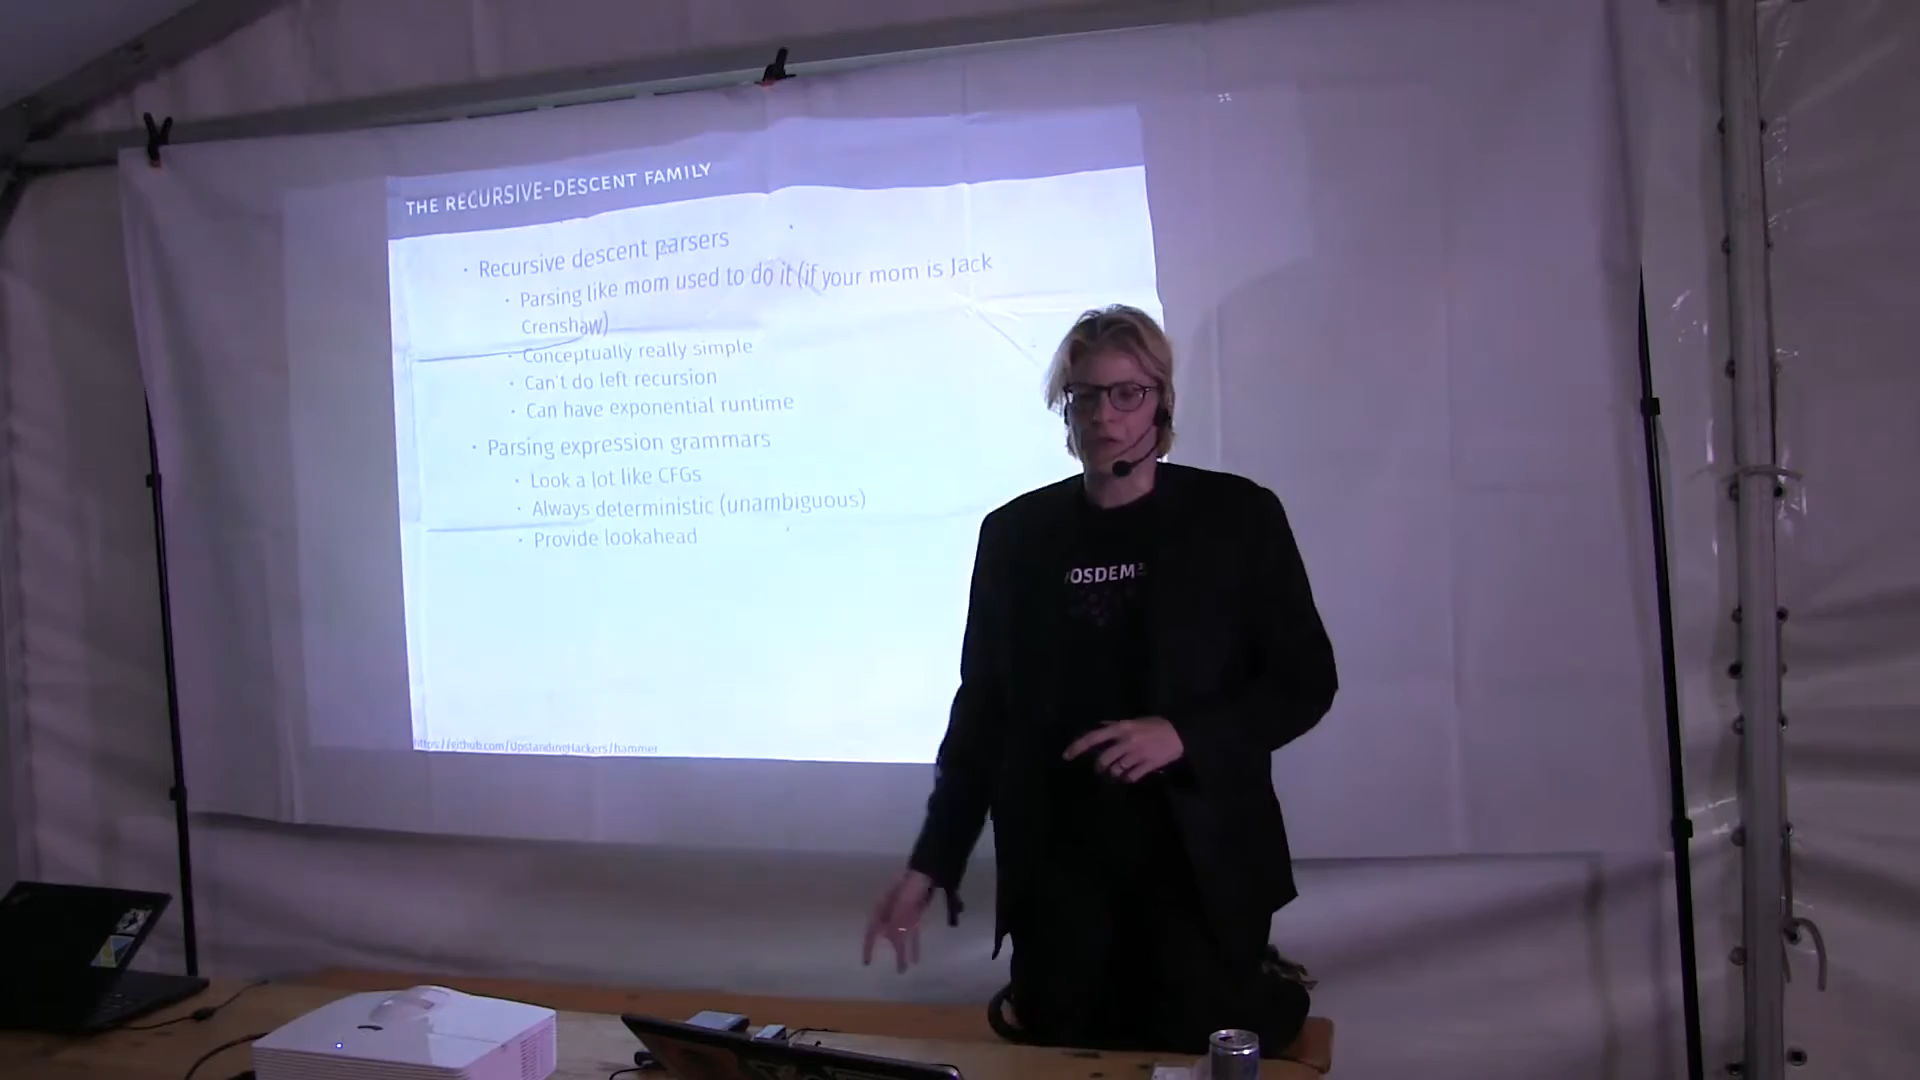 THE RECURSIVE-DESCENT FAMILY
· Recursive descent parsers
· Parsing like mom used to do it (if your mom is Jack
Crenshaw)
· Conceptually really simple
· Can't do left recursion
· Can have exponential runtime
· Parsing expression grammars
· Look a lot like CFGs
· Always deterministic (unambiguous)
· Provide lookahead
https://github.com/UpstandingHackers/hammer
OSDEM